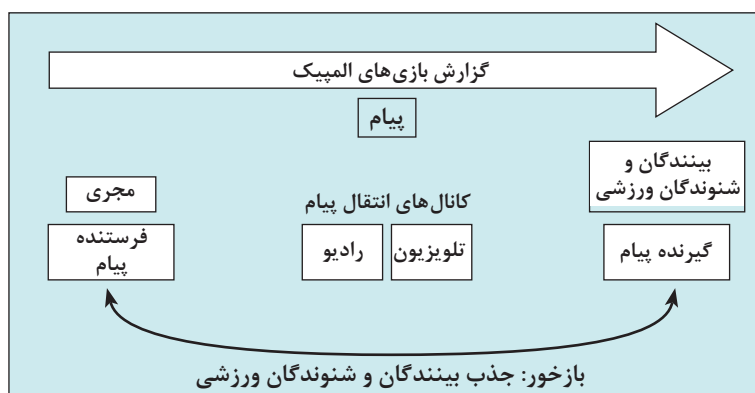 گزارش بازی‌های المپیک
پیام
بینندگان و
شنوندگان ورزشی
مجری
کانال‌های انتقال پیام
گیرنده پیام
تلویزیون
رادیو
فرستنده
پیام
بازخور: جذب بینندگان و شنوندگان ورزشی